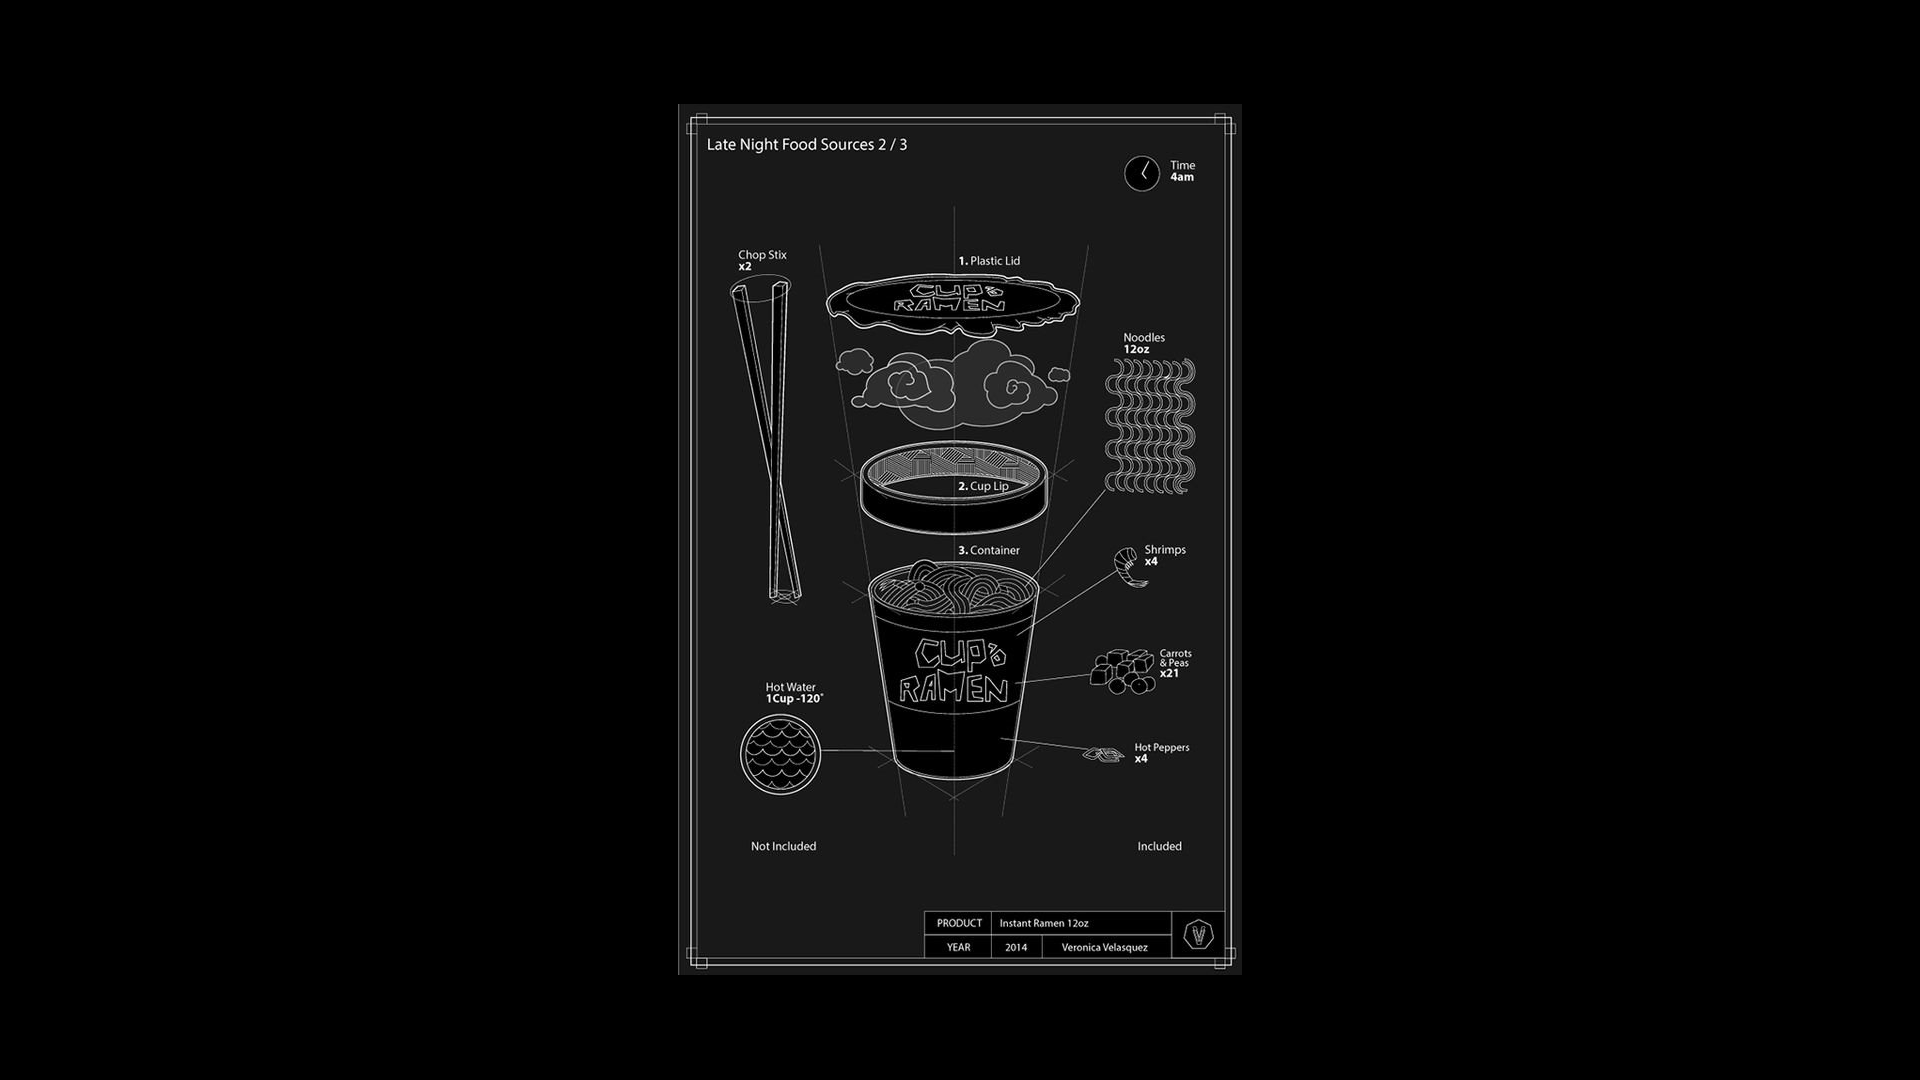 Late Night Food Sources 2 / 3
Time
4am
Chop Stix
x2
1. Plastic Lid
CUP'O
RAMEN
Noodles
12oz
2. Cup Lip
3. Container
Shrimps
x4
CUP'O
RAMEN
Carrots
& Peas
x21
Hot Water
1Cup -120°
Hot Peppers
x4
Not Included
Included
PRODUCT Instant Ramen 12oz
YEAR 2014 Veronica Velasquez
V